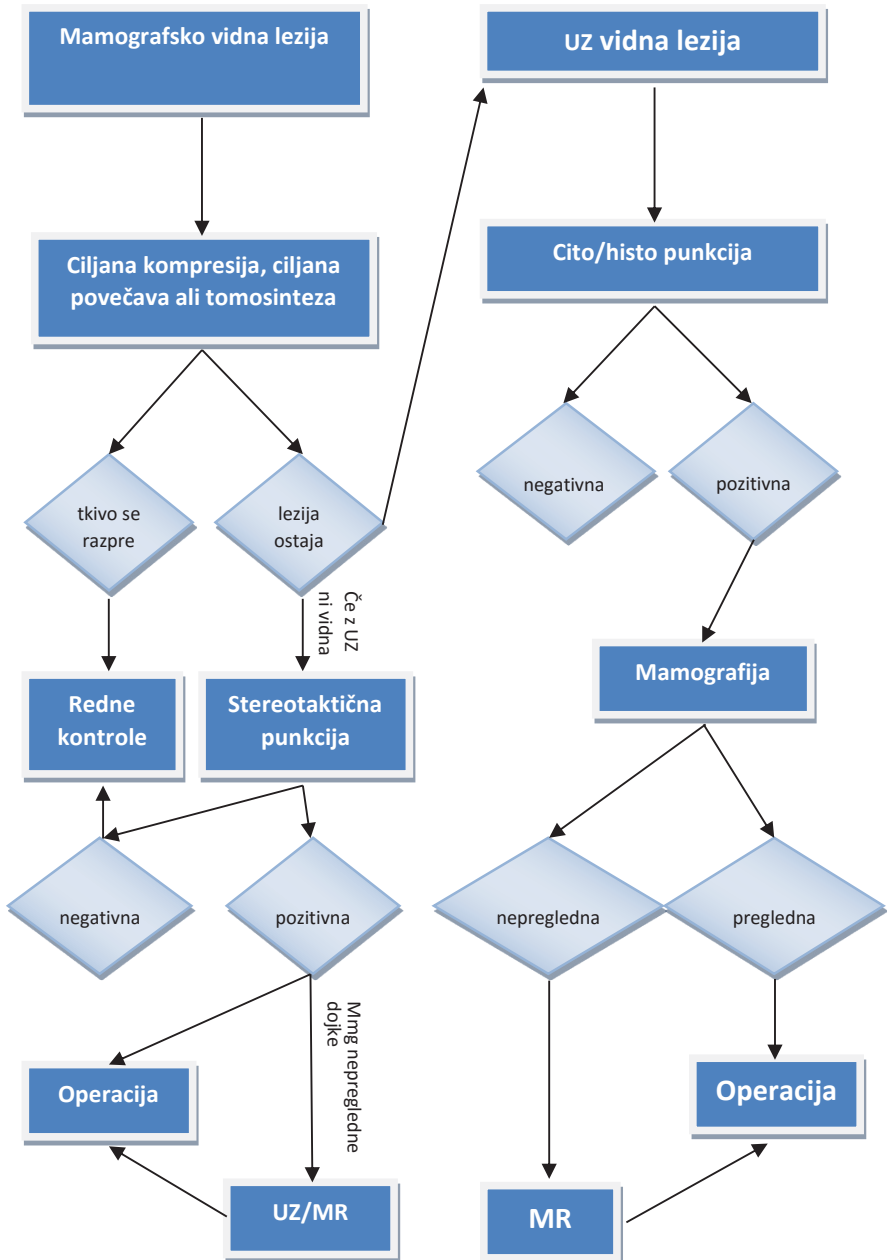 Mamografsko vidna lezija
Ciljana kompresija, ciljana
povečava ali tomosinteza
tkivo se
razpre
lezija
ostaja
Če z UZ
ni vidna
Redne
kontrole
Stereotaktična
punkcija
negativna
pozitivna
Mmg nepregledne
dojke
Operacija
UZ/MR
UZ vidna lezija
Cito/histo punkcija
negativna
pozitivna
Mamografija
nepregledna
pregledna
Operacija
MR